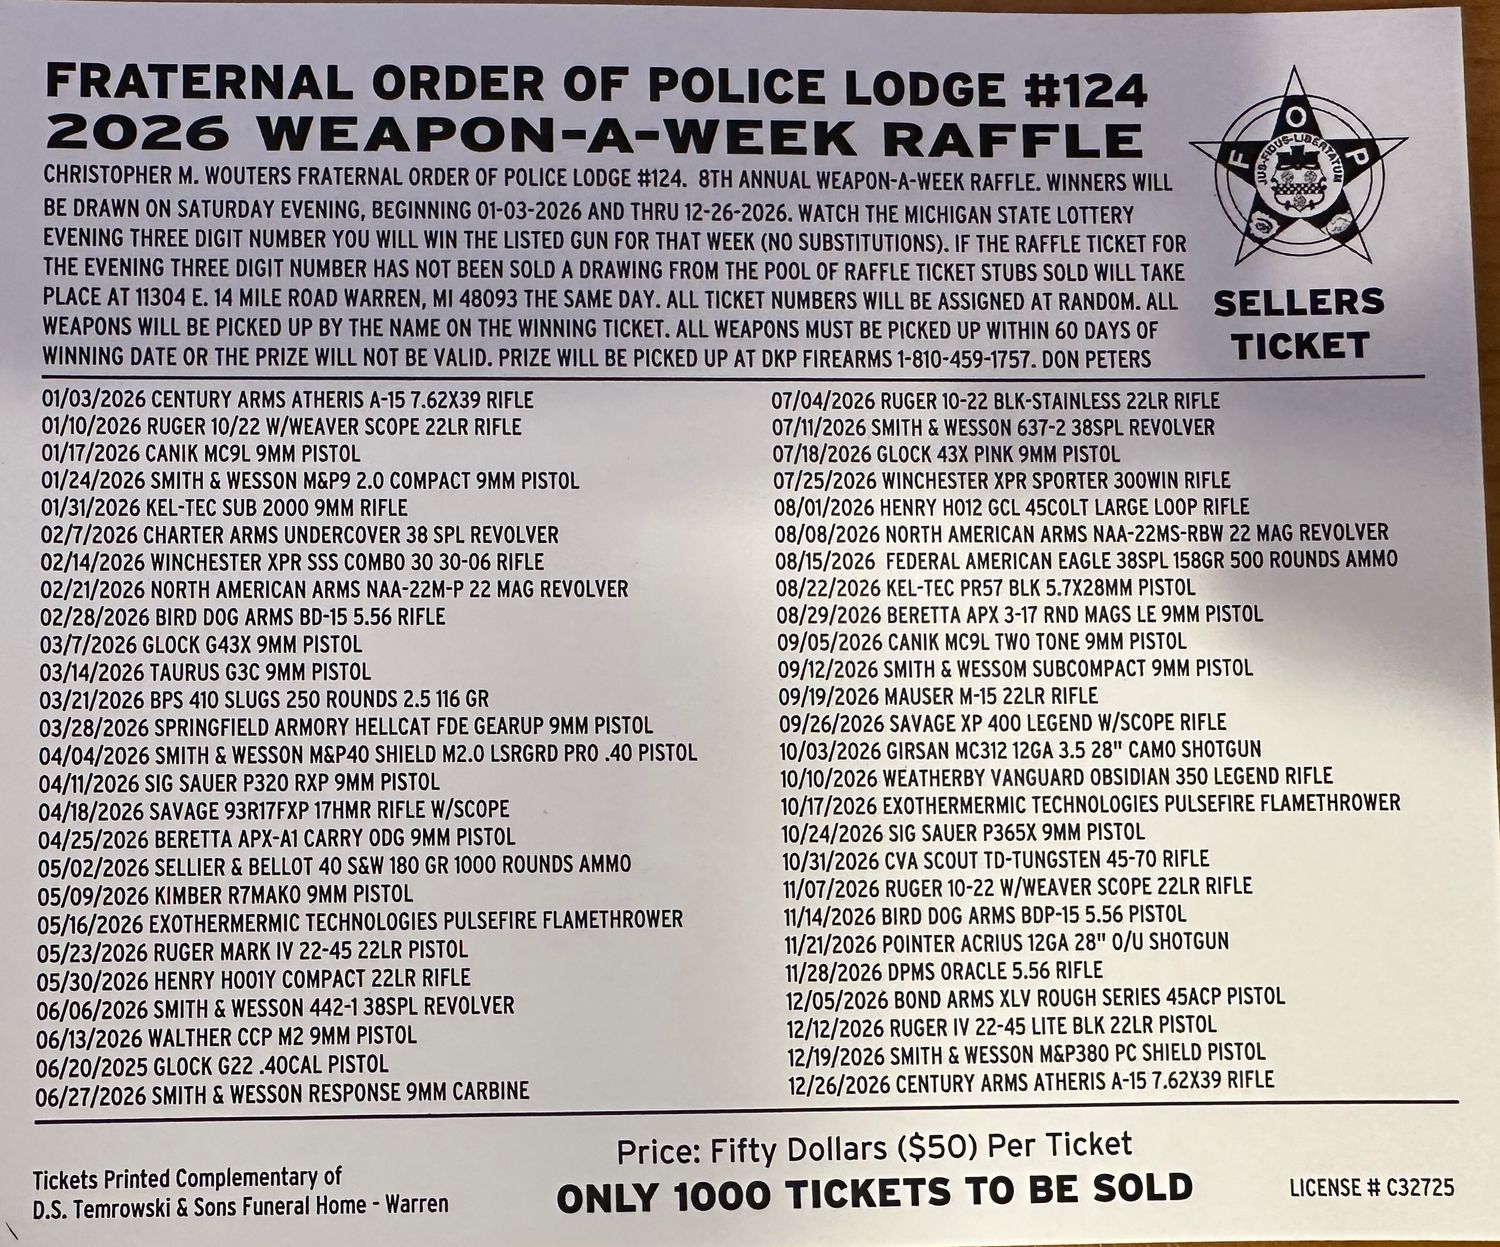 FRATERNAL ORDER OF POLICE LODGE #124
2026 WEAPON-A-WEEK RAFFLE
CHRISTOPHER M. WOUTERS FRATERNAL ORDER OF POLICE LODGE #124. 8TH ANNUAL WEAPON-A-WEEK RAFFLE. WINNERS WILL
BE DRAWN ON SATURDAY EVENING, BEGINNING 01-03-2026 AND THRU 12-26-2026. WATCH THE MICHIGAN STATE LOTTERY
EVENING THREE DIGIT NUMBER YOU WILL WIN THE LISTED GUN FOR THAT WEEK (NO SUBSTITUTIONS). IF THE RAFFLE TICKET FOR
THE EVENING THREE DIGIT NUMBER HAS NOT BEEN SOLD A DRAWING FROM THE POOL OF RAFFLE TICKET STUBS SOLD WILL TAKE
PLACE AT 11304 E. 14 MILE ROAD WARREN, MI 48093 THE SAME DAY. ALL TICKET NUMBERS WILL BE ASSIGNED AT RANDOM. ALL
WEAPONS WILL BE PICKED UP BY THE NAME ON THE WINNING TICKET. ALL WEAPONS MUST BE PICKED UP WITHIN 60 DAYS OF
WINNING DATE OR THE PRIZE WILL NOT BE VALID. PRIZE WILL BE PICKED UP AT DKP FIREARMS 1-810-459-1757. DON PETERS
F O P
JUS-FIDUS-LIBERTATUM
SELLERS
TICKET
01/03/2026 CENTURY ARMS ATHERIS A-15 7.62X39 RIFLE
01/10/2026 RUGER 10/22 W/WEAVER SCOPE 22LR RIFLE
01/17/2026 CANIK MC9L 9MM PISTOL
01/24/2026 SMITH & WESSON M&P9 2.0 COMPACT 9MM PISTOL
01/31/2026 KEL-TEC SUB 2000 9MM RIFLE
02/7/2026 CHARTER ARMS UNDERCOVER 38 SPL REVOLVER
02/14/2026 WINCHESTER XPR SSS COMBO 30 30-06 RIFLE
02/21/2026 NORTH AMERICAN ARMS NAA-22M-P 22 MAG REVOLVER
02/28/2026 BIRD DOG ARMS BD-15 5.56 RIFLE
03/7/2026 GLOCK G43X 9MM PISTOL
03/14/2026 TAURUS G3C 9MM PISTOL
03/21/2026 BPS 410 SLUGS 250 ROUNDS 2.5 116 GR
03/28/2026 SPRINGFIELD ARMORY HELLCAT FDE GEARUP 9MM PISTOL
04/04/2026 SMITH & WESSON M&P40 SHIELD M2.0 LSRGRD PRO .40 PISTOL
04/11/2026 SIG SAUER P320 RXP 9MM PISTOL
04/18/2026 SAVAGE 93R17FXP 17HMR RIFLE W/SCOPE
04/25/2026 BERETTA APX-A1 CARRY ODG 9MM PISTOL
05/02/2026 SELLIER & BELLOT 40 S&W 180 GR 1000 ROUNDS AMMO
05/09/2026 KIMBER R7MAKO 9MM PISTOL
05/16/2026 EXOTHERMERMIC TECHNOLOGIES PULSEFIRE FLAMETHROWER
05/23/2026 RUGER MARK IV 22-45 22LR PISTOL
05/30/2026 HENRY H001Y COMPACT 22LR RIFLE
06/06/2026 SMITH & WESSON 442-1 38SPL REVOLVER
06/13/2026 WALTHER CCP M2 9MM PISTOL
06/20/2025 GLOCK G22 .40CAL PISTOL
06/27/2026 SMITH & WESSON RESPONSE 9MM CARBINE
07/04/2026 RUGER 10-22 BLK-STAINLESS 22LR RIFLE
07/11/2026 SMITH & WESSON 637-2 38SPL REVOLVER
07/18/2026 GLOCK 43X PINK 9MM PISTOL
07/25/2026 WINCHESTER XPR SPORTER 300WIN RIFLE
08/01/2026 HENRY H012 GCL 45COLT LARGE LOOP RIFLE
08/08/2026 NORTH AMERICAN ARMS NAA-22MS-RBW 22 MAG REVOLVER
08/15/2026 FEDERAL AMERICAN EAGLE 38SPL 158GR 500 ROUNDS AMMO
08/22/2026 KEL-TEC PR57 BLK 5.7X28MM PISTOL
08/29/2026 BERETTA APX 3-17 RND MAGS LE 9MM PISTOL
09/05/2026 CANIK MC9L TWO TONE 9MM PISTOL
09/12/2026 SMITH & WESSOM SUBCOMPACT 9MM PISTOL
09/19/2026 MAUSER M-15 22LR RIFLE
09/26/2026 SAVAGE XP 400 LEGEND W/SCOPE RIFLE
10/03/2026 GIRSAN MC312 12GA 3.5 28" CAMO SHOTGUN
10/10/2026 WEATHERBY VANGUARD OBSIDIAN 350 LEGEND RIFLE
10/17/2026 EXOTHERMERMIC TECHNOLOGIES PULSEFIRE FLAMETHROWER
10/24/2026 SIG SAUER P365X 9MM PISTOL
10/31/2026 CVA SCOUT TD-TUNGSTEN 45-70 RIFLE
11/07/2026 RUGER 10-22 W/WEAVER SCOPE 22LR RIFLE
11/14/2026 BIRD DOG ARMS BDP-15 5.56 PISTOL
11/21/2026 POINTER ACRIUS 12GA 28" O/U SHOTGUN
11/28/2026 DPMS ORACLE 5.56 RIFLE
12/05/2026 BOND ARMS XLV ROUGH SERIES 45ACP PISTOL
12/12/2026 RUGER IV 22-45 LITE BLK 22LR PISTOL
12/19/2026 SMITH & WESSON M&P380 PC SHIELD PISTOL
12/26/2026 CENTURY ARMS ATHERIS A-15 7.62X39 RIFLE
Price: Fifty Dollars ($50) Per Ticket
ONLY 1000 TICKETS TO BE SOLD
Tickets Printed Complementary of
D.S. Temrowski & Sons Funeral Home - Warren
LICENSE # C32725